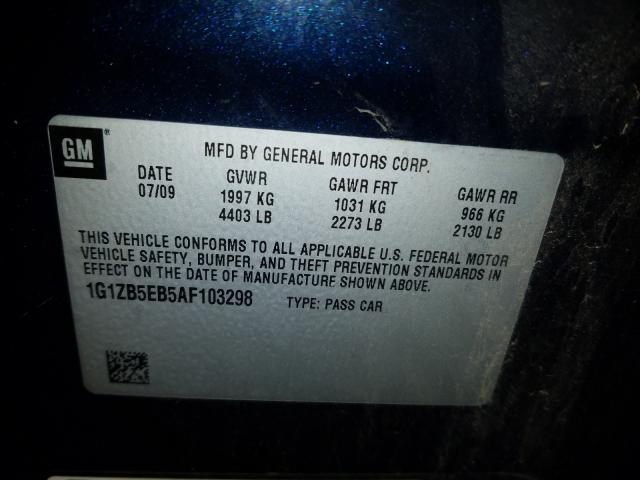 GM®
MFD BY GENERAL MOTORS CORP.
DATE GVWR GAWR FRT GAWR RR
07/09 1997 KG 1031 KG 966 KG
4403 LB 2273 LB 2130 LB
THIS VEHICLE CONFORMS TO ALL APPLICABLE U.S. FEDERAL MOTOR
VEHICLE SAFETY, BUMPER, AND THEFT PREVENTION STANDARDS IN
EFFECT ON THE DATE OF MANUFACTURE SHOWN ABOVE.
1G1ZB5EB5AF103298 TYPE: PASS CAR